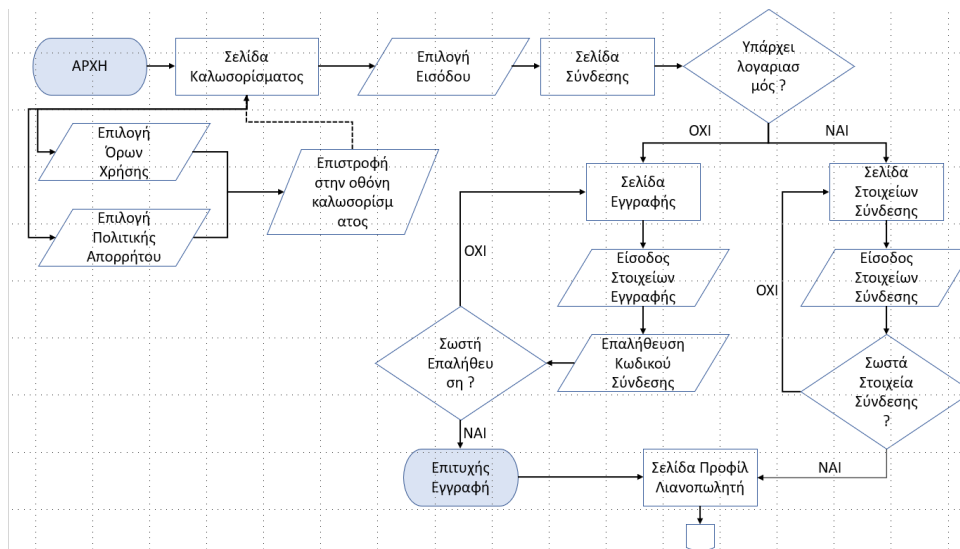 ΑΡΧΗ
Σελίδα
Καλωσορίσματος
Επιλογή
Εισόδου
Σελίδα
Σύνδεσης
Υπάρχει
λογαριασ
μός ?
ΟΧΙ
ΝΑΙ
Επιλογή
Όρων
Χρήσης
Επιστροφή
στην οθόνη
καλωσορίσμ
ατος
Επιλογή
Πολιτικής
Απορρήτου
Σελίδα
Εγγραφής
Σελίδα
Στοιχείων
Σύνδεσης
ΟΧΙ
Είσοδος
Στοιχείων
Εγγραφής
ΟΧΙ
Είσοδος
Στοιχείων
Σύνδεσης
Σωστή
Επαλήθευ
ση ?
Επαλήθευση
Κωδικού
Σύνδεσης
Σωστά
Στοιχεία
Σύνδεσης
?
ΝΑΙ
Επιτυχής
Εγγραφή
Σελίδα Προφίλ
Λιανοπωλητή
ΝΑΙ